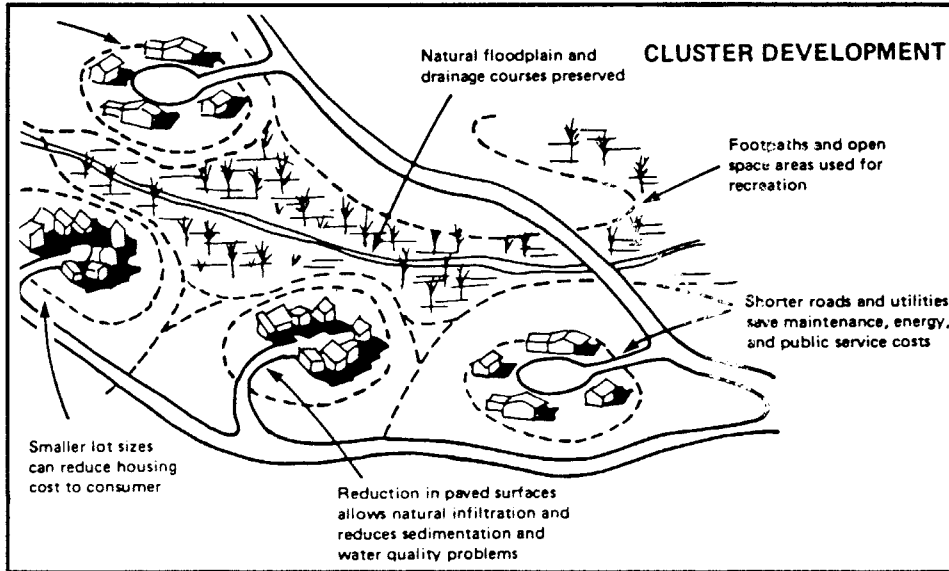 CLUSTER DEVELOPMENT
Natural floodplain and
drainage courses preserved
Footpaths and open
space areas used for
recreation
Shorter roads and utilities
save maintenance, energy,
and public service costs
Smaller lot sizes
can reduce housing
cost to consumer
Reduction in paved surfaces
allows natural infiltration and
reduces sedimentation and
water quality problems